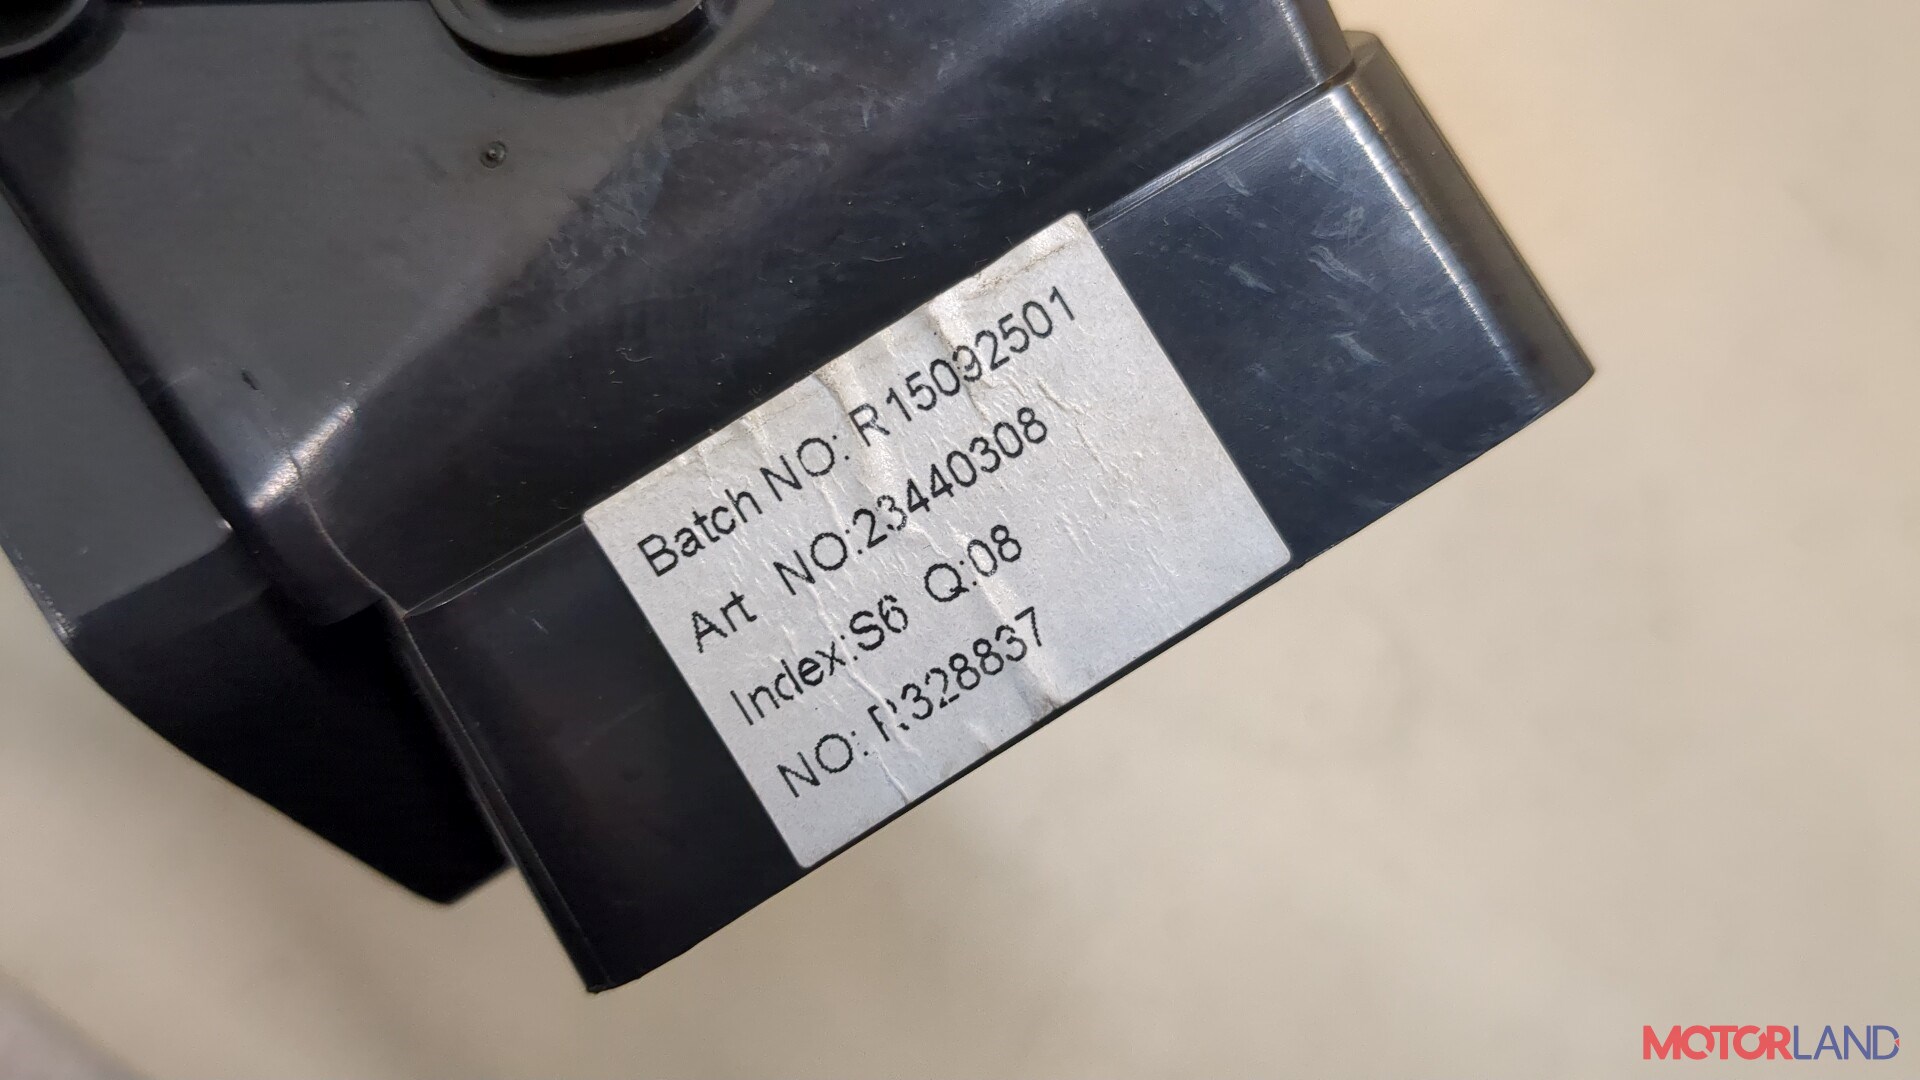 Batch NO: R15092501
Art NO:23440308
Index:S6 Q:08
NO: R328837
MOTORLAND